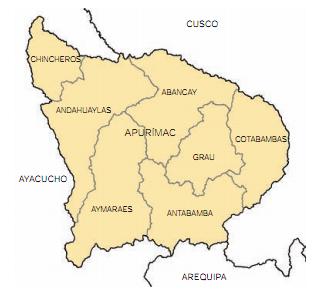 CUSCO
CHINCHEROS
ABANCAY
ANDAHUAYLAS
APURÍMAC
COTABAMBAS
GRAU
AYACUCHO
AYMARAES
ANTABAMBA
AREQUIPA